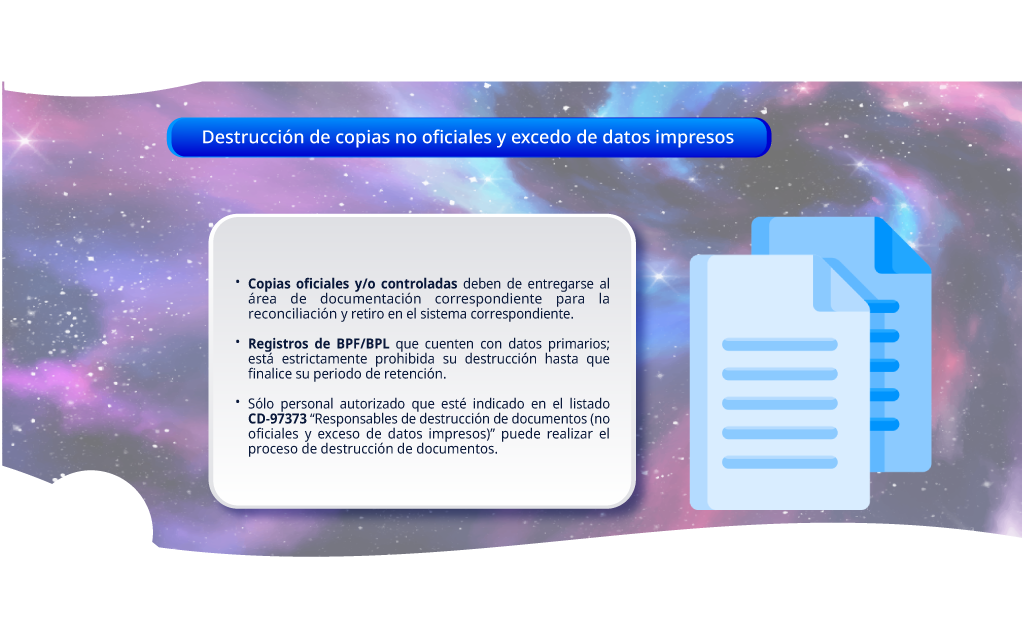 Destrucción de copias no oficiales y excedo de datos impresos
• Copias oficiales y/o controladas deben de entregarse al
área de documentación correspondiente para la
reconciliación y retiro en el sistema correspondiente.
• Registros de BPF/BPL que cuenten con datos primarios;
está estrictamente prohibida su destrucción hasta que
finalice su periodo de retención.
• Sólo personal autorizado que esté indicado en el listado
CD-97373 “Responsables de destrucción de documentos (no
oficiales y exceso de datos impresos)” puede realizar el
proceso de destrucción de documentos.